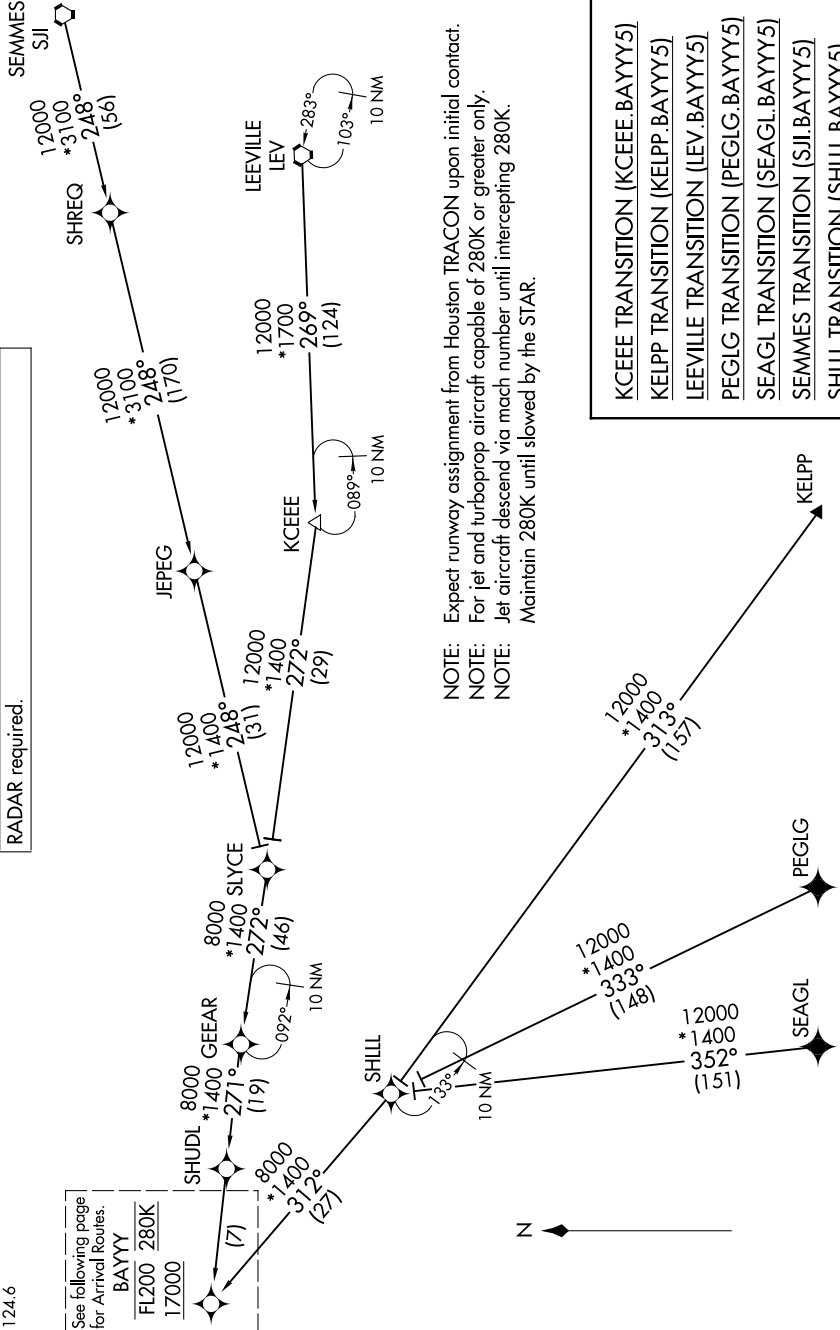 124.6
RADAR required.
SEMMES
SJI
12000
*3100
248°
(56)
SHREQ
12000
*3100
248°
(170)
JEPEG
12000
*1400
248°
(31)
LEEVILLE
LEV
283°
103°
10 NM
12000
*1700
269°
(124)
KCEEE
089°
10 NM
12000
*1400
272°
(29)
SLYCE
8000
*1400
272°
(46)
GEEAR
092°
10 NM
8000
*1400
271°
(19)
SHUDL
(7)
See following page
for Arrival Routes.
BAYYY
FL200 280K
17000
8000
*1400
312°
(27)
SHLLL
133°
10 NM
12000
*1400
313°
(157)
KELPP
12000
*1400
333°
(148)
PEGLG
12000
*1400
352°
(151)
SEAGL
N
NOTE: Expect runway assignment from Houston TRACON upon initial contact.
NOTE: For jet and turboprop aircraft capable of 280K or greater only.
NOTE: Jet aircraft descend via mach number until intercepting 280K.
Maintain 280K until slowed by the STAR.
KCEEE TRANSITION (KCEEE.BAYYY5)
KELPP TRANSITION (KELPP.BAYYY5)
LEEVILLE TRANSITION (LEV.BAYYY5)
PEGLG TRANSITION (PEGLG.BAYYY5)
SEAGL TRANSITION (SEAGL.BAYYY5)
SEMMES TRANSITION (SJI.BAYYY5)
SHLLL TRANSITION (SHLLL.BAYYY5)